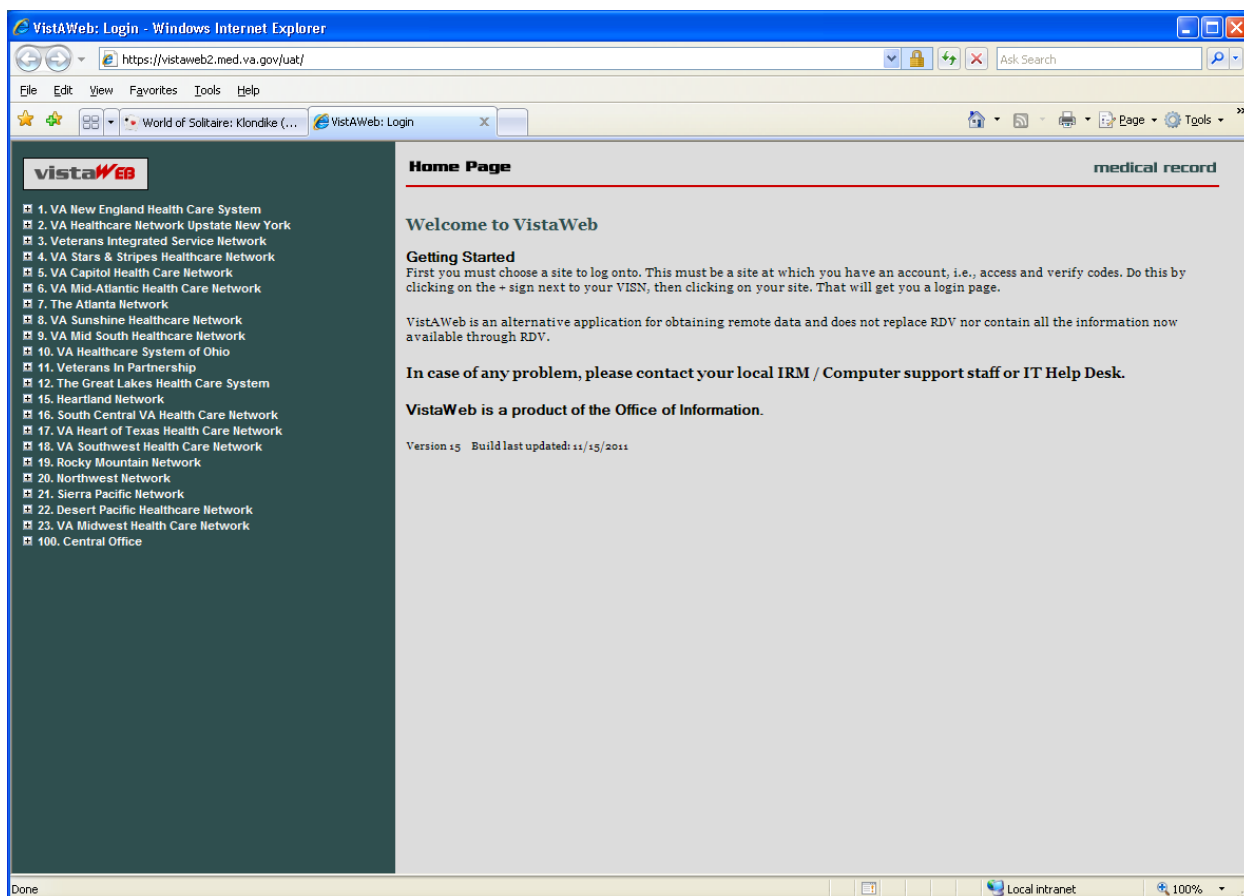 VistAWeb: Login - Windows Internet Explorer
https://vistaweb2.med.va.gov/uat/
Ask Search
File Edit View Favorites Tools Help
World of Solitaire: Klondike (...
VistAWeb: Login
X
Page
Tools
vistaWEB
1. VA New England Health Care System
2. VA Healthcare Network Upstate New York
3. Veterans Integrated Service Network
4. VA Stars & Stripes Healthcare Network
5. VA Capitol Health Care Network
6. VA Mid-Atlantic Health Care Network
7. The Atlanta Network
8. VA Sunshine Healthcare Network
9. VA Mid South Healthcare Network
10. VA Healthcare System of Ohio
11. Veterans In Partnership
12. The Great Lakes Health Care System
15. Heartland Network
16. South Central VA Health Care Network
17. VA Heart of Texas Health Care Network
18. VA Southwest Health Care Network
19. Rocky Mountain Network
20. Northwest Network
21. Sierra Pacific Network
22. Desert Pacific Healthcare Network
23. VA Midwest Health Care Network
100. Central Office
Home Page
medical record
Welcome to VistaWeb
Getting Started
First you must choose a site to log onto. This must be a site at which you have an account, i.e., access and verify codes. Do this by
clicking on the + sign next to your VISN, then clicking on your site. That will get you a login page.
VistAWeb is an alternative application for obtaining remote data and does not replace RDV nor contain all the information now
available through RDV.
In case of any problem, please contact your local IRM / Computer support staff or IT Help Desk.
VistaWeb is a product of the Office of Information.
Version 15 Build last updated: 11/15/2011
Done
Local intranet
100%